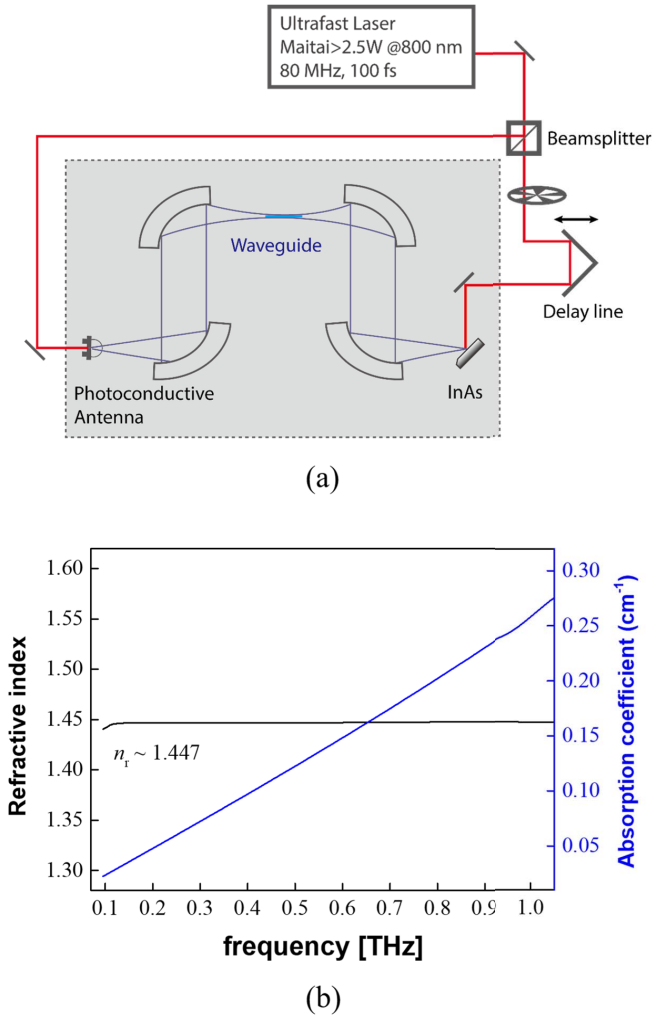 Ultrafast Laser
Maitai>2.5W @800 nm
80 MHz, 100 fs
Beamsplitter
Waveguide
Delay line
Photoconductive
Antenna
InAs
(a)
1.60
1.55
1.50
1.45
1.40
1.35
1.30
Refractive index
0.30
0.25
0.20
0.15
0.10
0.05
Absorption coefficient (cm⁻¹)
nᵣ ~ 1.447
0.1 0.2 0.3 0.4 0.5 0.6 0.7 0.8 0.9 1.0
frequency [THz]
(b)